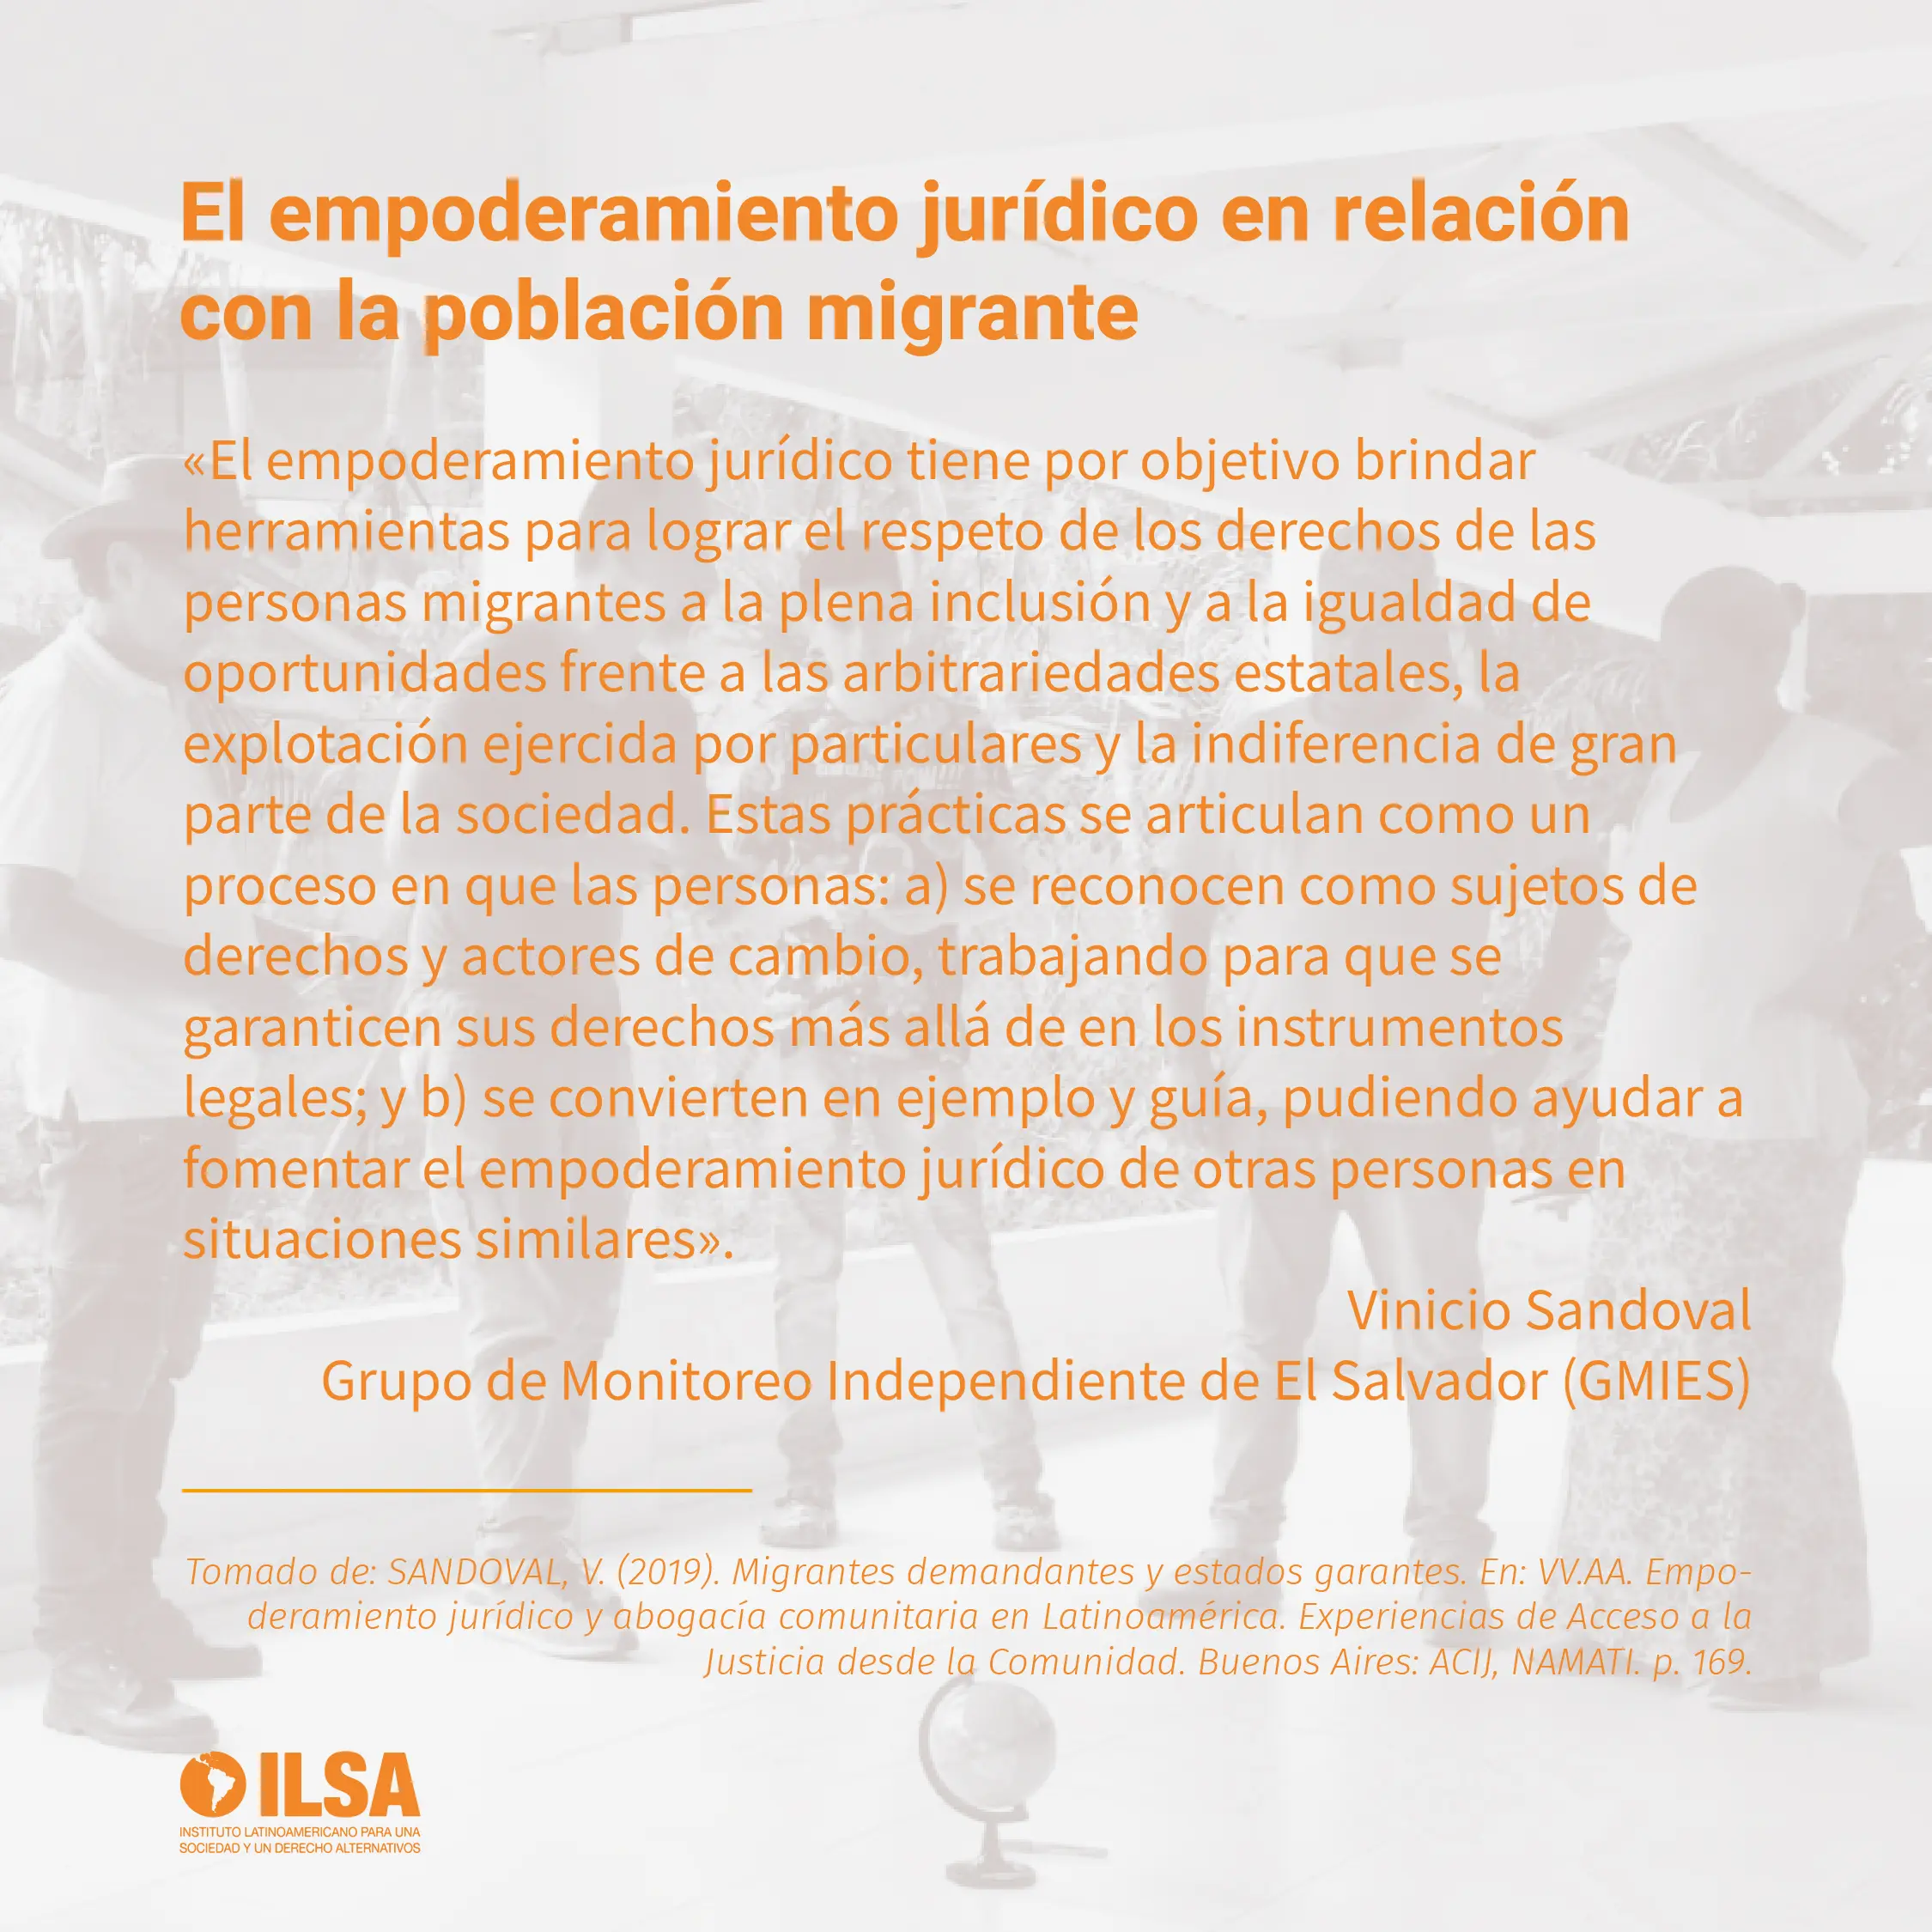 El empoderamiento jurídico en relación
con la población migrante
«El empoderamiento jurídico tiene por objetivo brindar
herramientas para lograr el respeto de los derechos de las
personas migrantes a la plena inclusión y a la igualdad de
oportunidades frente a las arbitrariedades estatales, la
explotación ejercida por particulares y la indiferencia de gran
parte de la sociedad. Estas prácticas se articulan como un
proceso en que las personas: a) se reconocen como sujetos de
derechos y actores de cambio, trabajando para que se
garanticen sus derechos más allá de en los instrumentos
legales; y b) se convierten en ejemplo y guía, pudiendo ayudar a
fomentar el empoderamiento jurídico de otras personas en
situaciones similares».
Vinicio Sandoval
Grupo de Monitoreo Independiente de El Salvador (GMIES)
Tomado de: SANDOVAL, V. (2019). Migrantes demandantes y estados garantes. En: VV.AA. Empo-
deramiento jurídico y abogacía comunitaria en Latinoamérica. Experiencias de Acceso a la
Justicia desde la Comunidad. Buenos Aires: ACIJ, NAMATI. p. 169.
ILSA
INSTITUTO LATINOAMERICANO PARA UNA
SOCIEDAD Y UN DERECHO ALTERNATIVOS